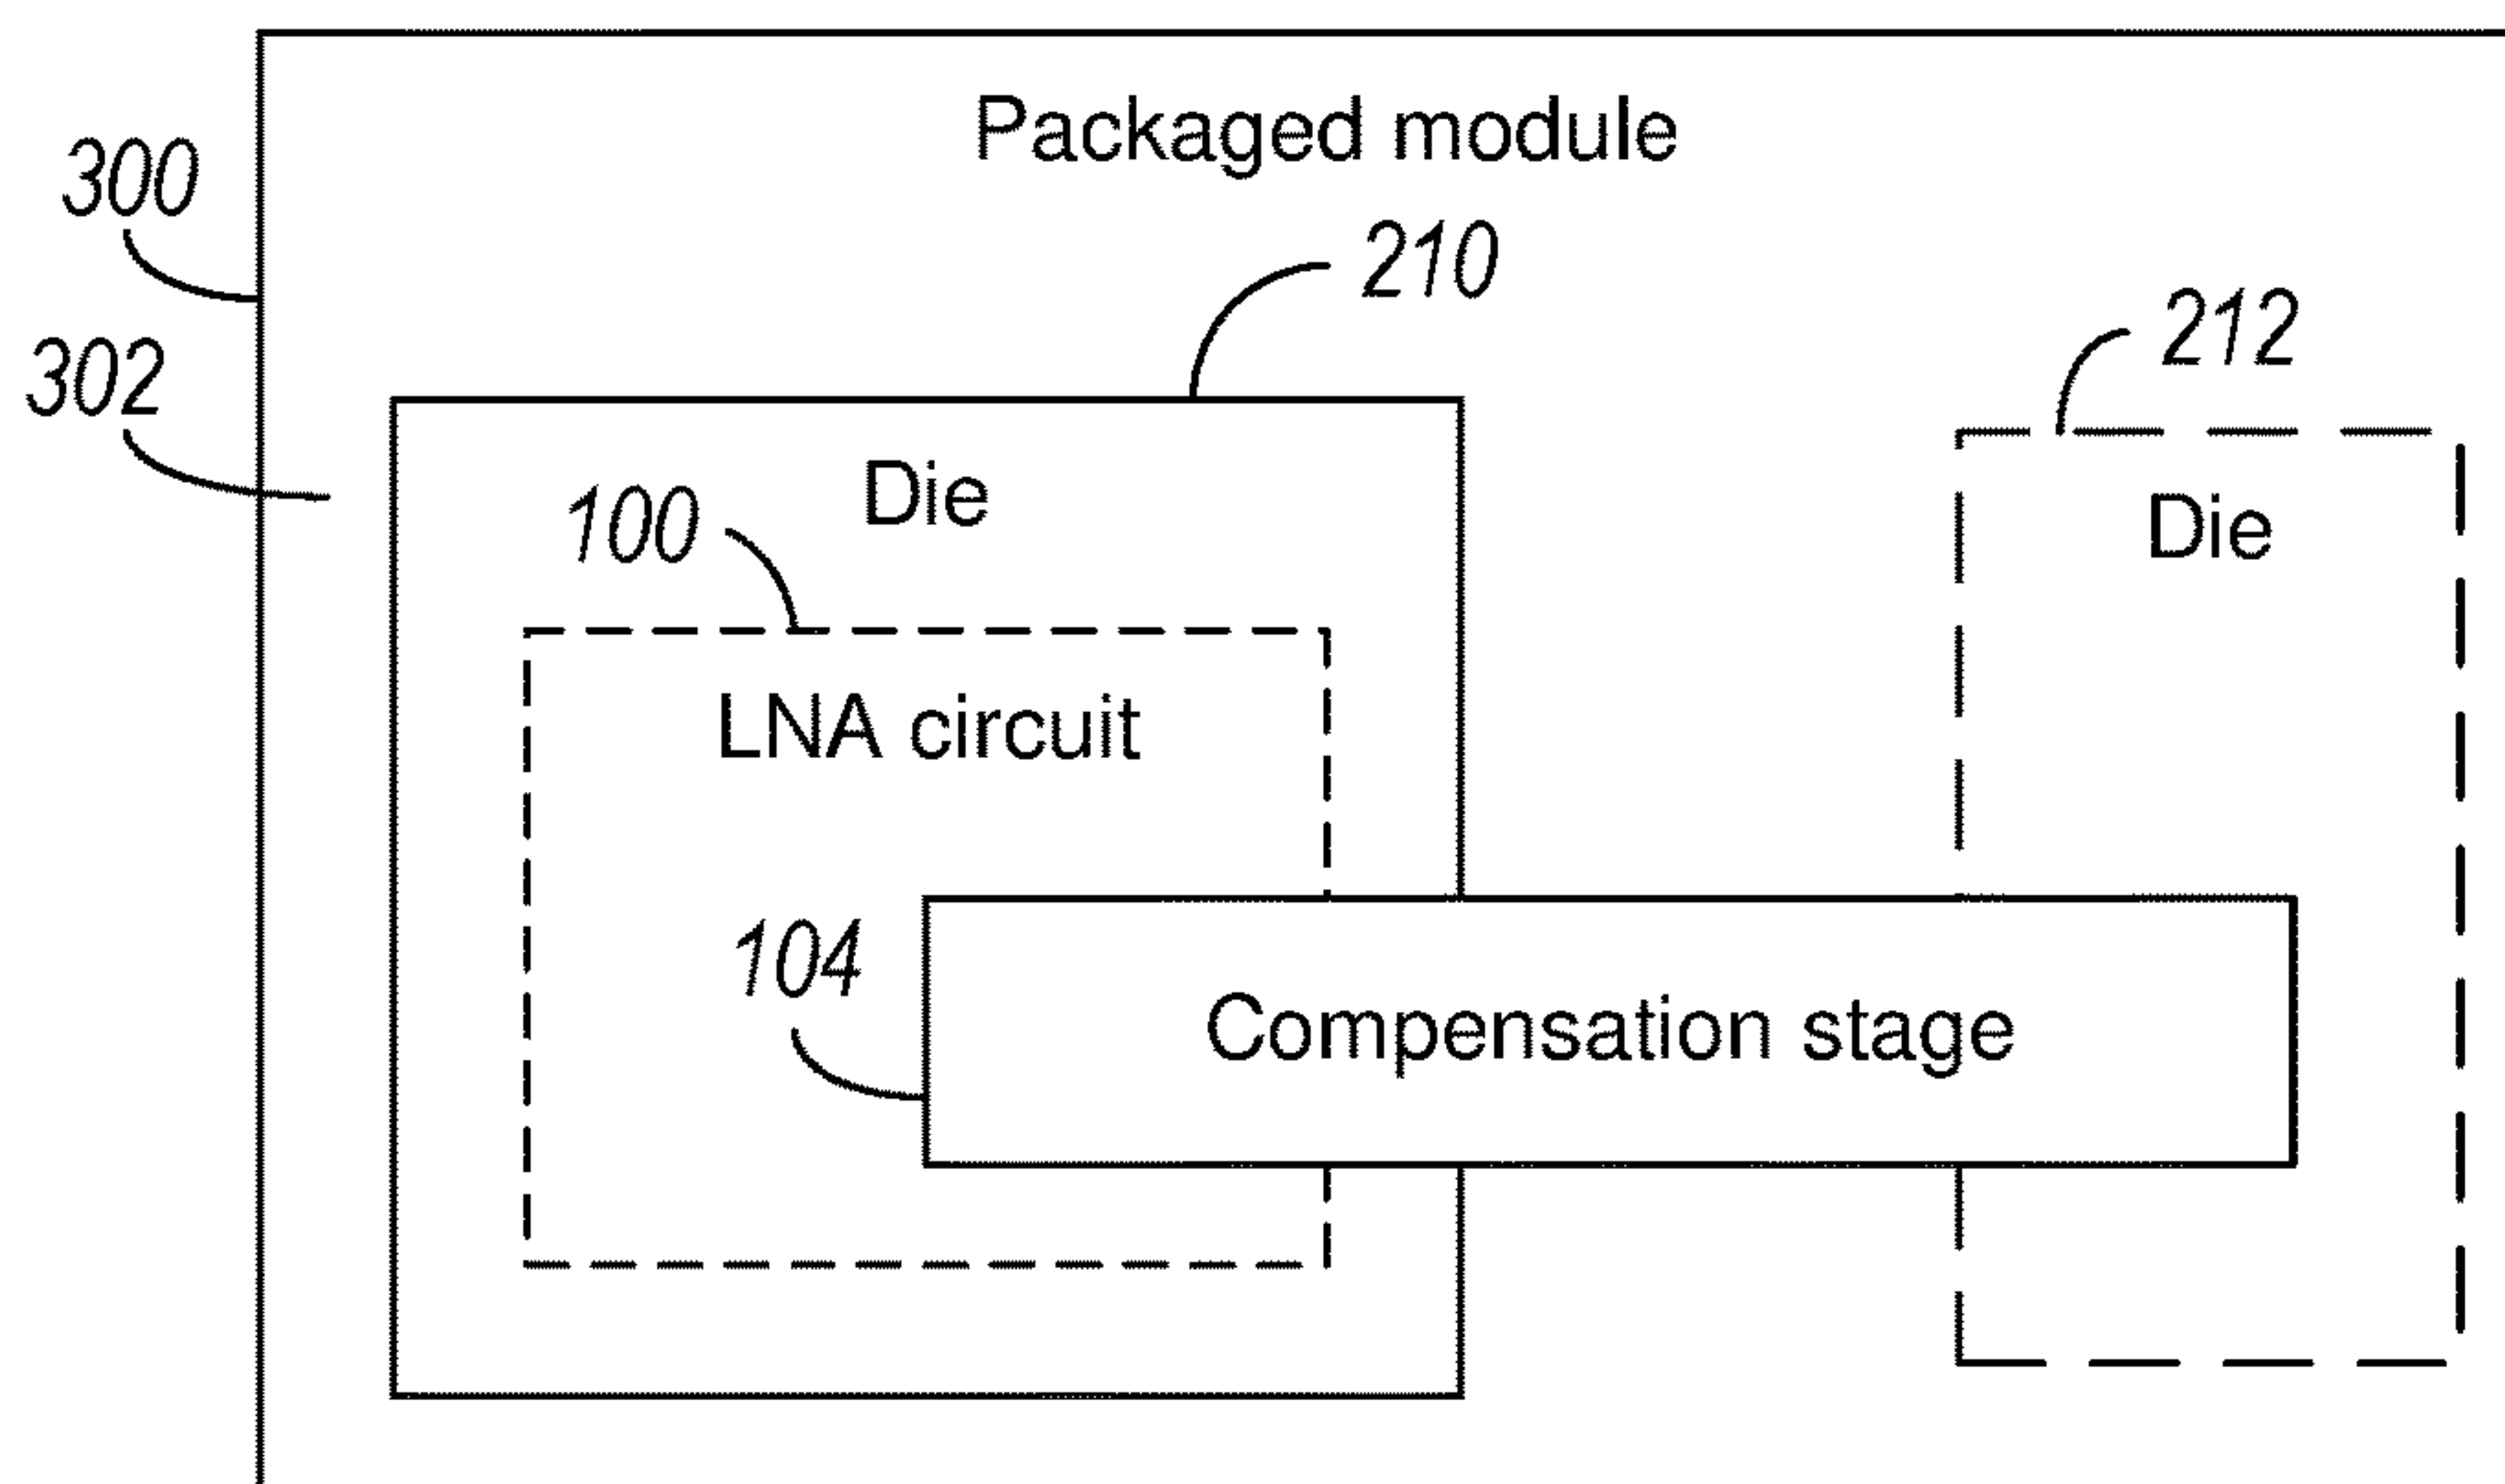 Packaged module
300
210
212
302
Die
Die
100
LNA circuit
104
Compensation stage